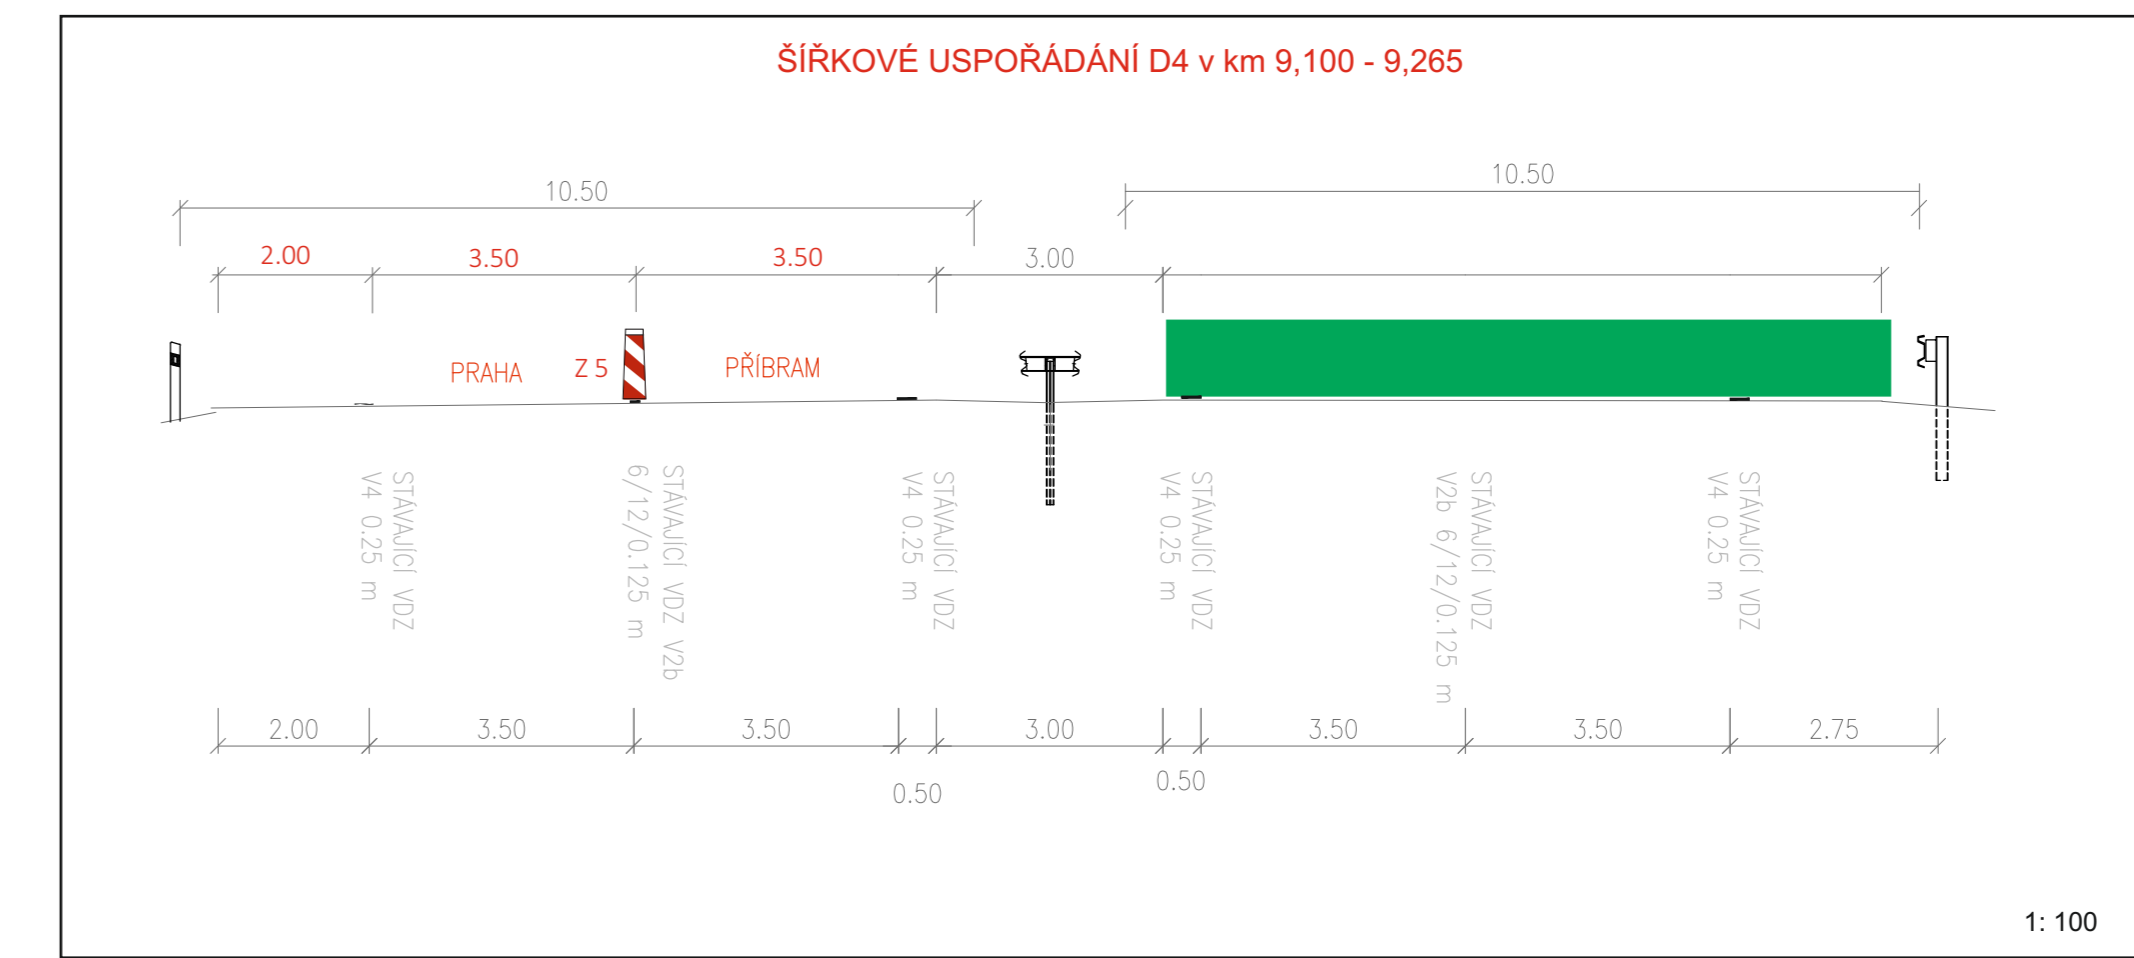 ŠÍŘKOVÉ USPOŘÁDÁNÍ D4 v km 9,100 - 9,265
10.50
10.50
2.00
3.50
3.50
3.00
PRAHA
Z 5
PŘÍBRAM
STÁVAJÍCÍ VDZ
V4 0.25 m
STÁVAJÍCÍ VDZ V2b
6/12/0.125 m
STÁVAJÍCÍ VDZ
V4 0.25 m
STÁVAJÍCÍ VDZ
V4 0.25 m
STÁVAJÍCÍ VDZ
V2b 6/12/0.125 m
STÁVAJÍCÍ VDZ
V4 0.25 m
2.00
3.50
3.50
0.50
3.00
0.50
3.50
3.50
2.75
1: 100